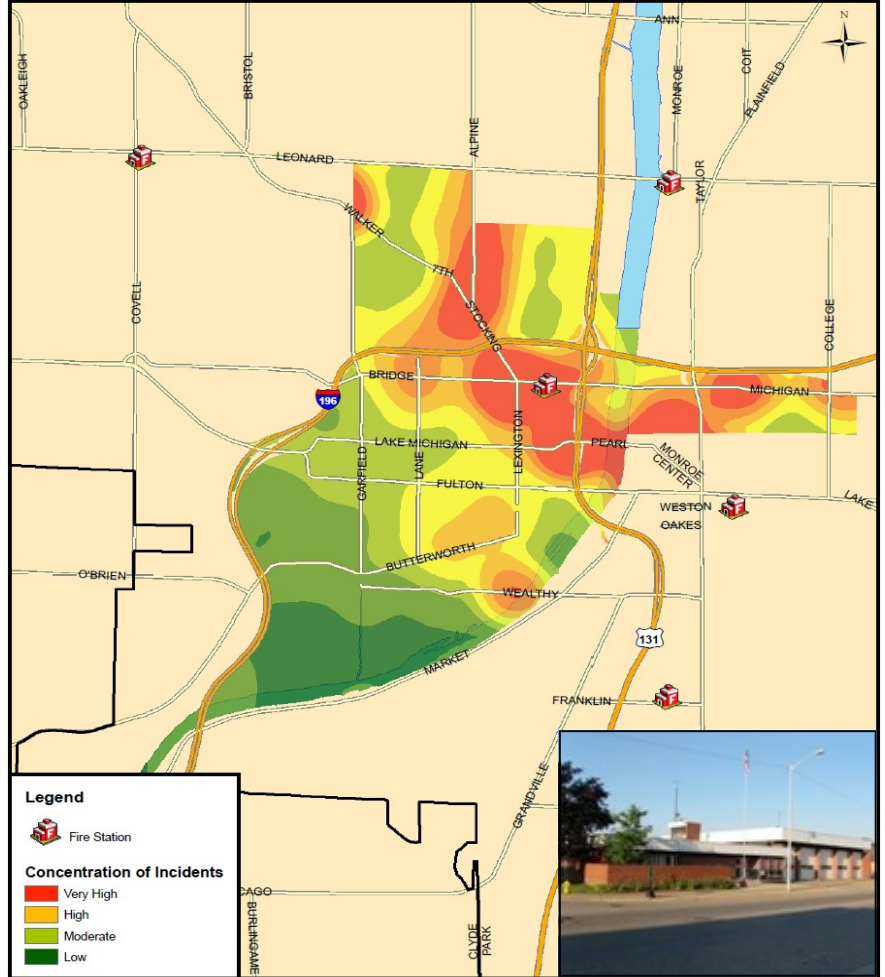 ANN
N
OAKLEIGH
BRISTOL
ALPINE
MONROE
COIT
PLAINFIELD
LEONARD
F
F
TAYLOR
WALKER
7TH
STOCKING
COVELL
COLLEGE
BRIDGE
F
MICHIGAN
196
LAKE MICHIGAN
LEXINGTON
PEARL
MONROE
CENTER
GARFIELD
LANE
FULTON
LAKE
WESTON
F
OAKES
BUTTERWORTH
O'BRIEN
WEALTHY
131
MARKET
FRANKLIN
F
GRANDVILLE
Legend
F
Fire Station
Concentration of Incidents
Very High
High
Moderate
Low
CAGO
BURLINGAME
CLYDE
PARK